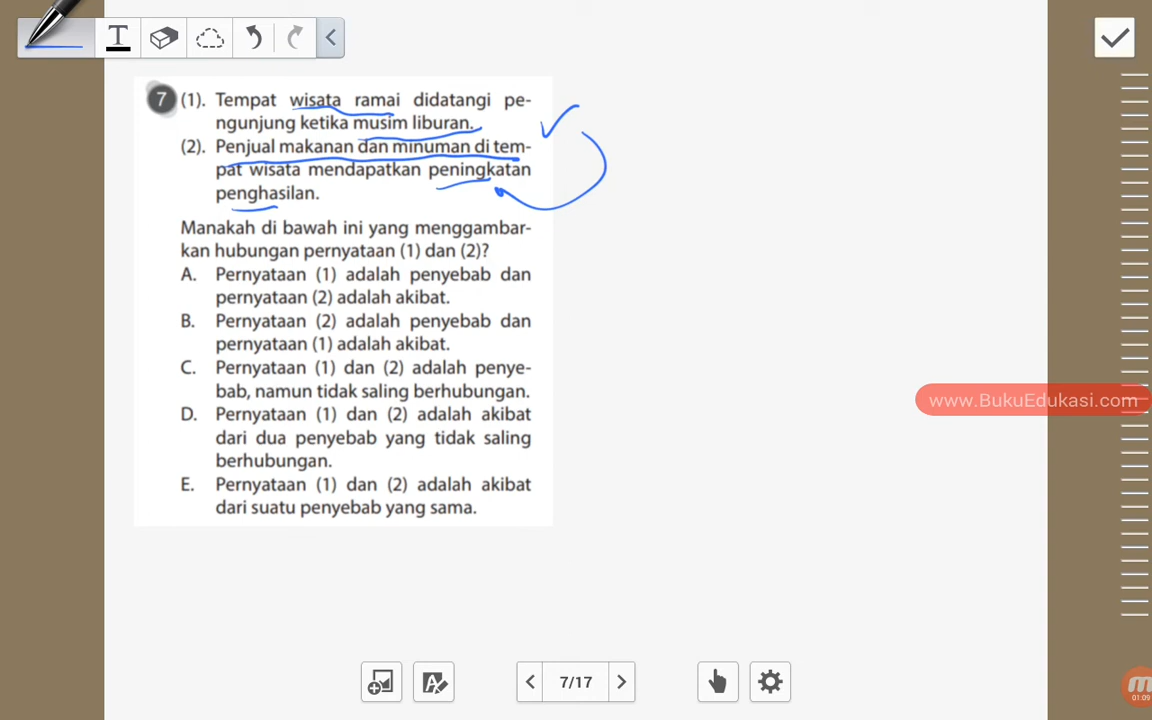 T
7 (1). Tempat wisata ramai didatangi pe-
ngunjung ketika musim liburan.
(2). Penjual makanan dan minuman di tem-
pat wisata mendapatkan peningkatan
penghasilan.
Manakah di bawah ini yang menggambar-
kan hubungan pernyataan (1) dan (2)?
A. Pernyataan (1) adalah penyebab dan
pernyataan (2) adalah akibat.
B. Pernyataan (2) adalah penyebab dan
pernyataan (1) adalah akibat.
C. Pernyataan (1) dan (2) adalah penye-
bab, namun tidak saling berhubungan.
D. Pernyataan (1) dan (2) adalah akibat
dari dua penyebab yang tidak saling
berhubungan.
E. Pernyataan (1) dan (2) adalah akibat
dari suatu penyebab yang sama.
www.BukuEdukasi.com
7/17
01:09